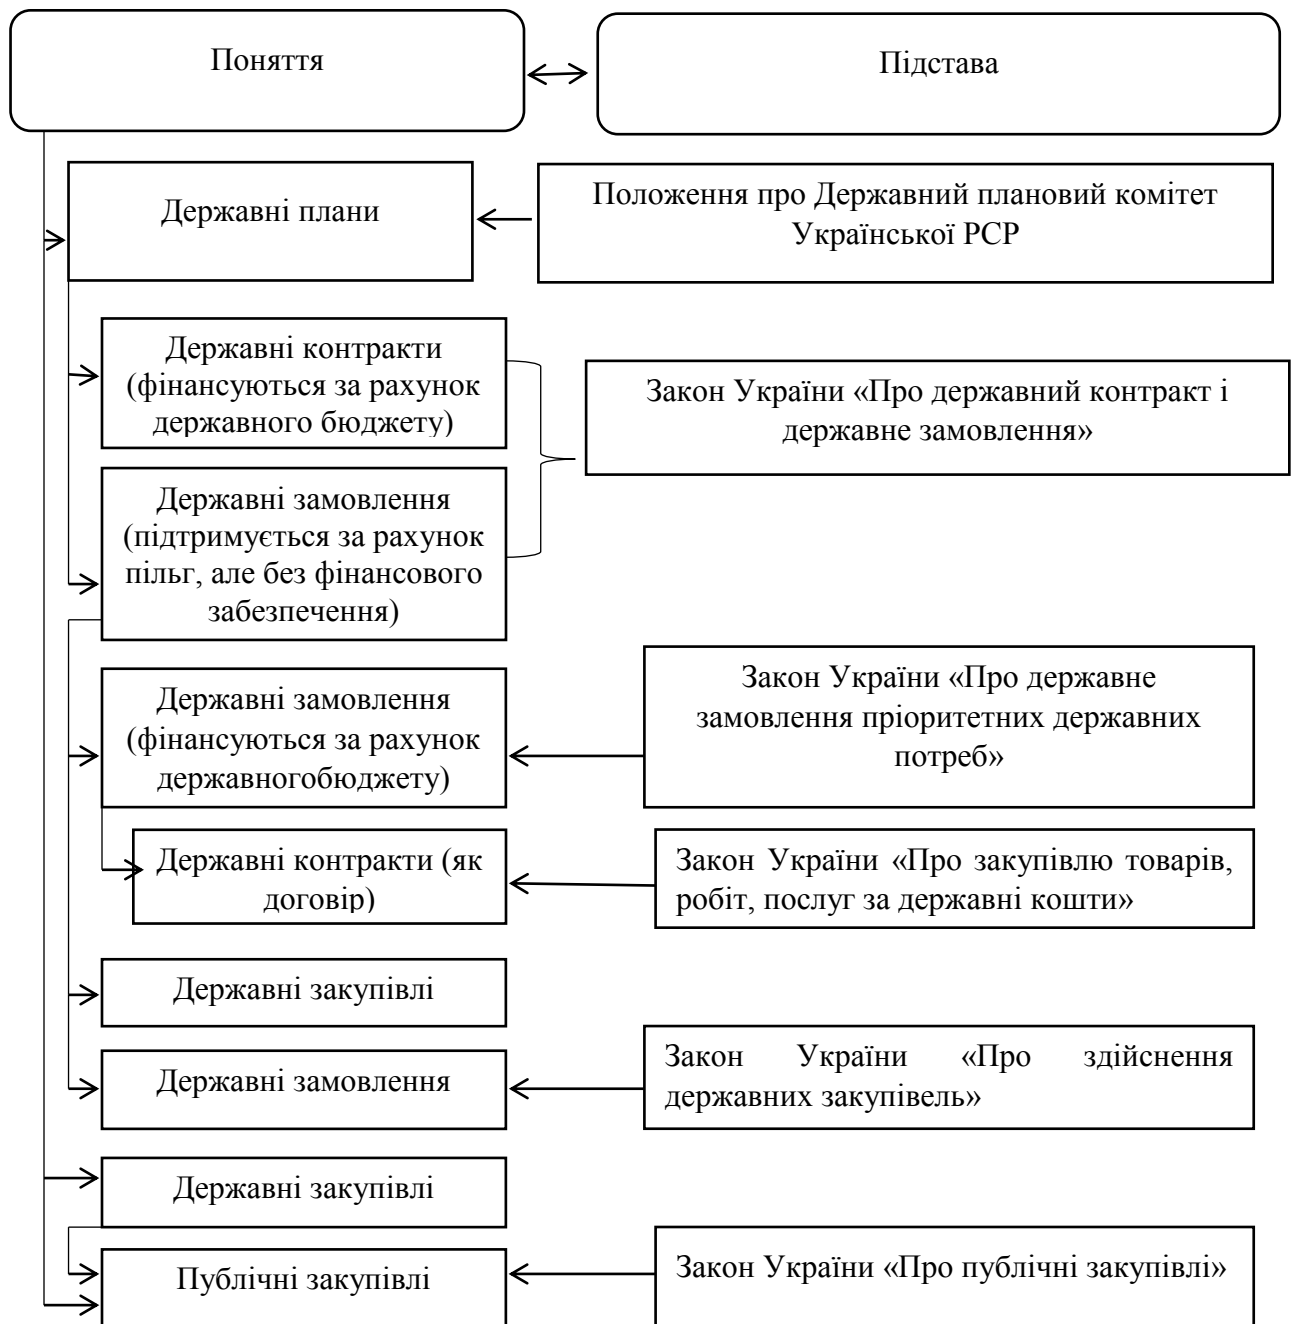 Поняття
Підстава
Державні плани
Положення про Державний плановий комітет
Української РСР
Державні контракти
(фінансуються за рахунок
державного бюджету)
Закон України «Про державний контракт і
державне замовлення»
Державні замовлення
(підтримується за рахунок
пільг, але без фінансового
забезпечення)
Державні замовлення
(фінансуються за рахунок
державногобюджету)
Закон України «Про державне
замовлення пріоритетних державних
потреб»
Державні контракти (як
договір)
Закон України «Про закупівлю товарів,
робіт, послуг за державні кошти»
Державні закупівлі
Державні замовлення
Закон України «Про здійснення
державних закупівель»
Державні закупівлі
Публічні закупівлі
Закон України «Про публічні закупівлі»